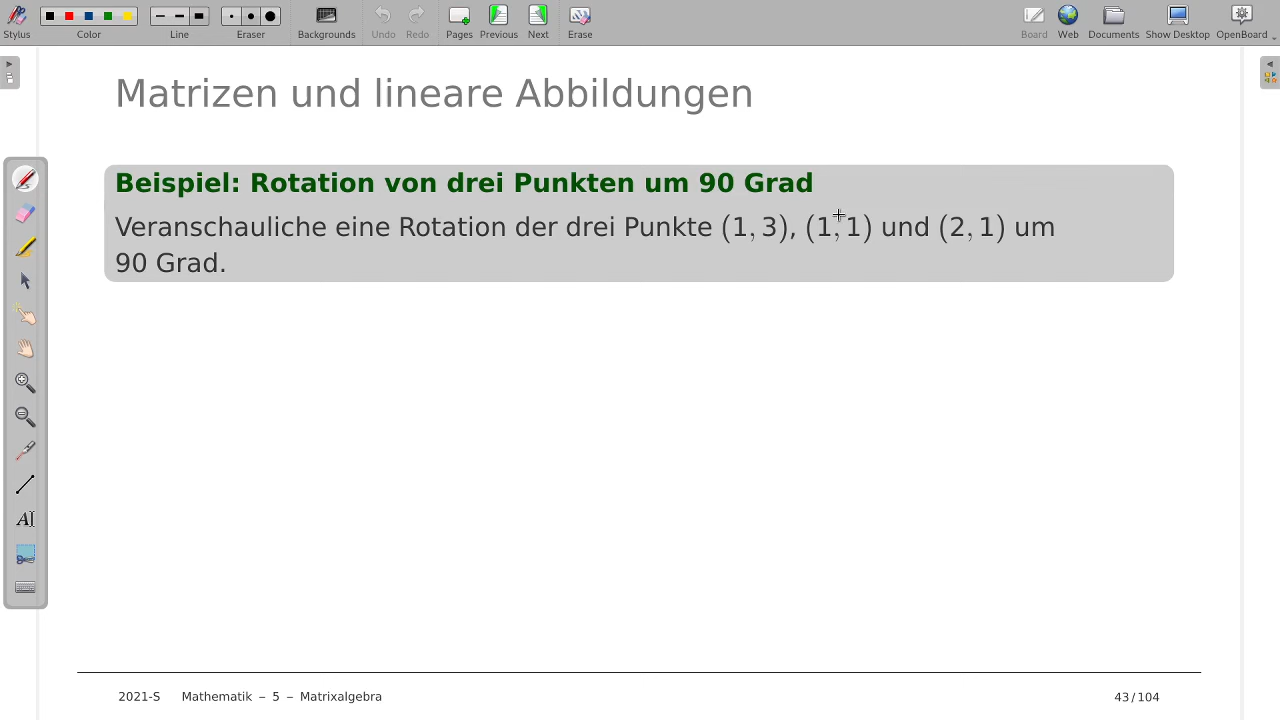 Stylus Color Line Eraser Backgrounds Undo Redo Pages Previous Next Erase Board Web Documents Show Desktop OpenBoard
Matrizen und lineare Abbildungen
Beispiel: Rotation von drei Punkten um 90 Grad
Veranschauliche eine Rotation der drei Punkte (1, 3), (1, 1) und (2, 1) um
90 Grad.
AI
2021-S Mathematik – 5 – Matrixalgebra 43/104